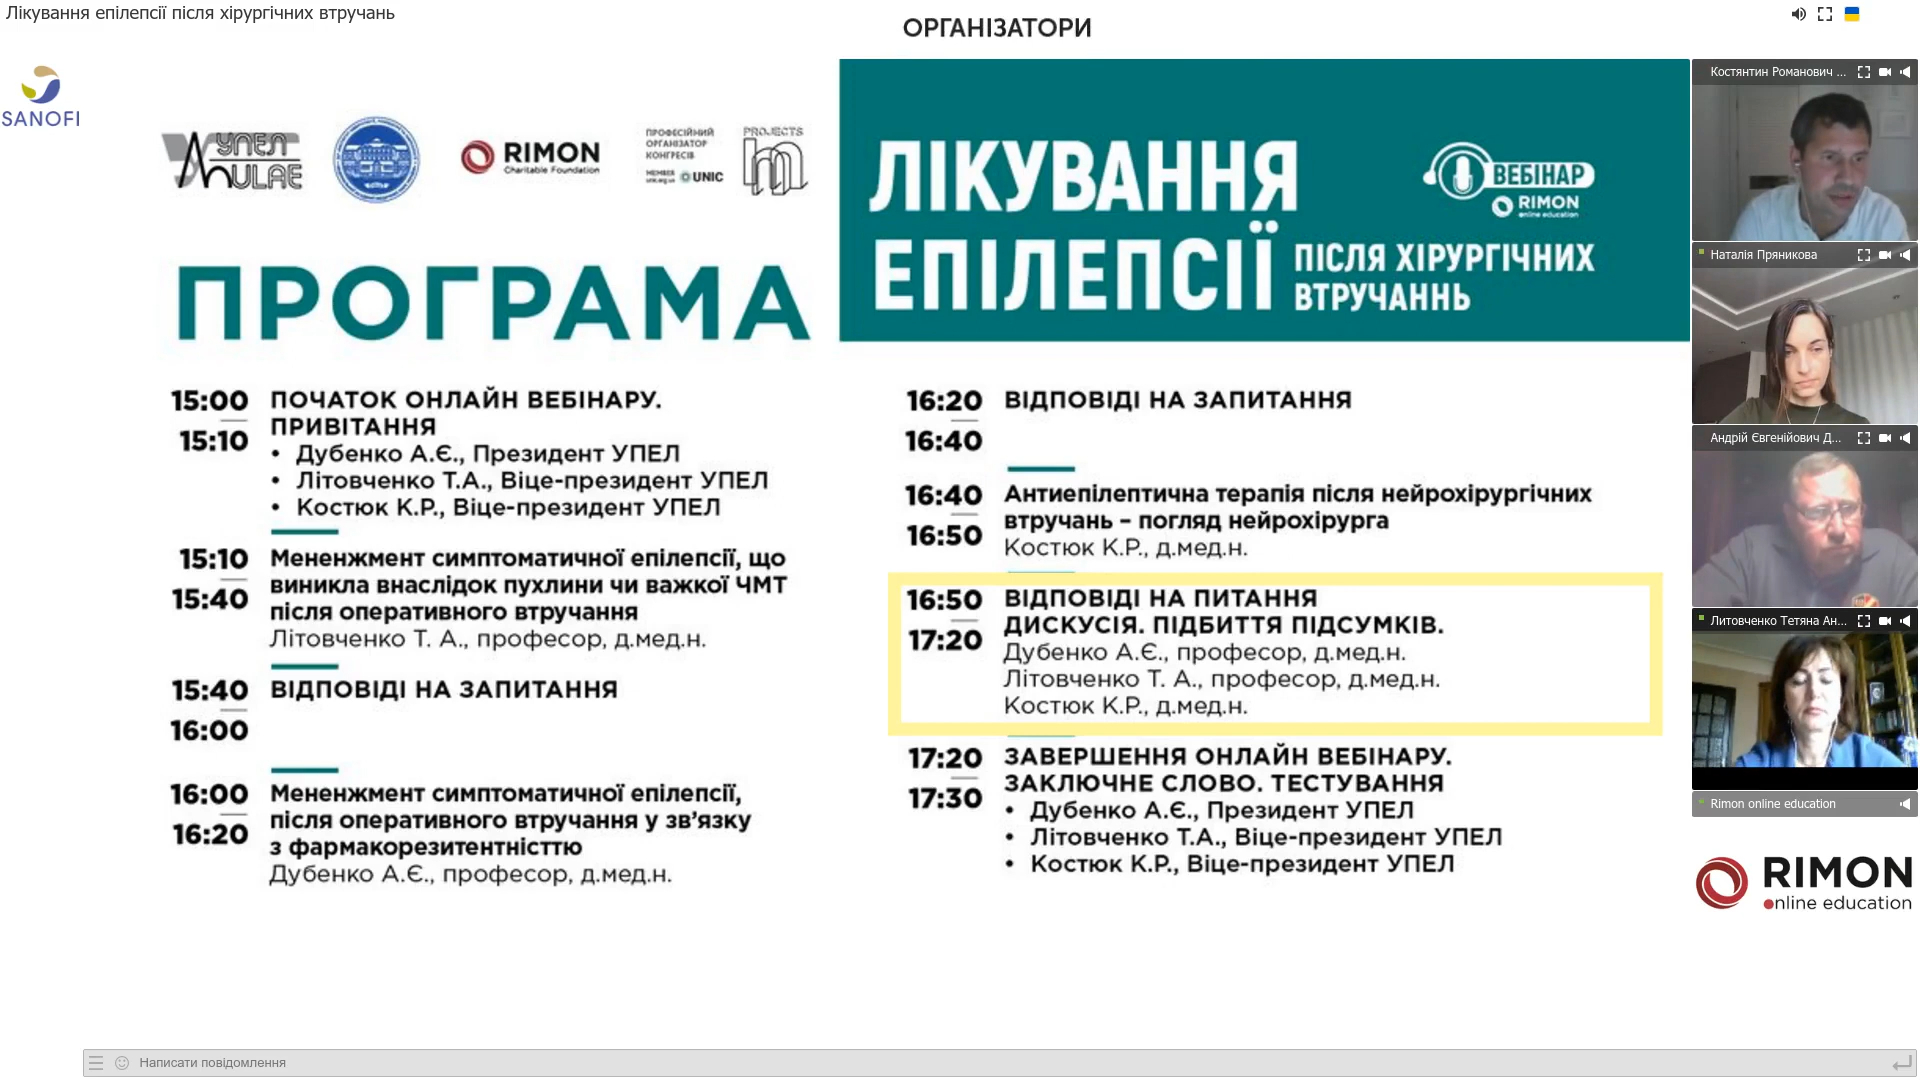 Лікування епілепсії після хірургічних втручань
ОРГАНІЗАТОРИ
SANOFI
УПЕЛ
ULAE
RIMON
Charitable Foundation
ПРОФЕСІЙНИЙ
ОРГАНІЗАТОР
КОНГРЕСІВ
MEMBER
unic.org.ua
UNIC
PROJECTS
ЛІКУВАННЯ
ЕПІЛЕПСІЇ
ПІСЛЯ ХІРУРГІЧНИХ
ВТРУЧАННЬ
ВЕБІНАР
RIMON
online education
ПРОГРАМА
15:00
15:10
ПОЧАТОК ОНЛАЙН ВЕБІНАРУ.
ПРИВІТАННЯ
• Дубенко А.Є., Президент УПЕЛ
• Літовченко Т.А., Віце-президент УПЕЛ
• Костюк К.Р., Віце-президент УПЕЛ
15:10
15:40
Мененжмент симптоматичної епілепсії, що
виникла внаслідок пухлини чи важкої ЧМТ
після оперативного втручання
Літовченко Т. А., професор, д.мед.н.
15:40
16:00
ВІДПОВІДІ НА ЗАПИТАННЯ
16:00
16:20
Мененжмент симптоматичної епілепсії,
після оперативного втручання у зв’язку
з фармакорезитентністтю
Дубенко А.Є., професор, д.мед.н.
16:20
16:40
ВІДПОВІДІ НА ЗАПИТАННЯ
16:40
16:50
Антиепілептична терапія після нейрохірургічних
втручань – погляд нейрохірурга
Костюк К.Р., д.мед.н.
16:50
17:20
ВІДПОВІДІ НА ПИТАННЯ
ДИСКУСІЯ. ПІДБИТТЯ ПІДСУМКІВ.
Дубенко А.Є., професор, д.мед.н.
Літовченко Т. А., професор, д.мед.н.
Костюк К.Р., д.мед.н.
17:20
17:30
ЗАВЕРШЕННЯ ОНЛАЙН ВЕБІНАРУ.
ЗАКЛЮЧНЕ СЛОВО. ТЕСТУВАННЯ
• Дубенко А.Є., Президент УПЕЛ
• Літовченко Т.А., Віце-президент УПЕЛ
• Костюк К.Р., Віце-президент УПЕЛ
Костянтин Романович ...
Наталія Пряникова
Андрій Євгенійович Д...
Литовченко Тетяна Ан...
Rimon online education
RIMON
online education
Написати повідомлення